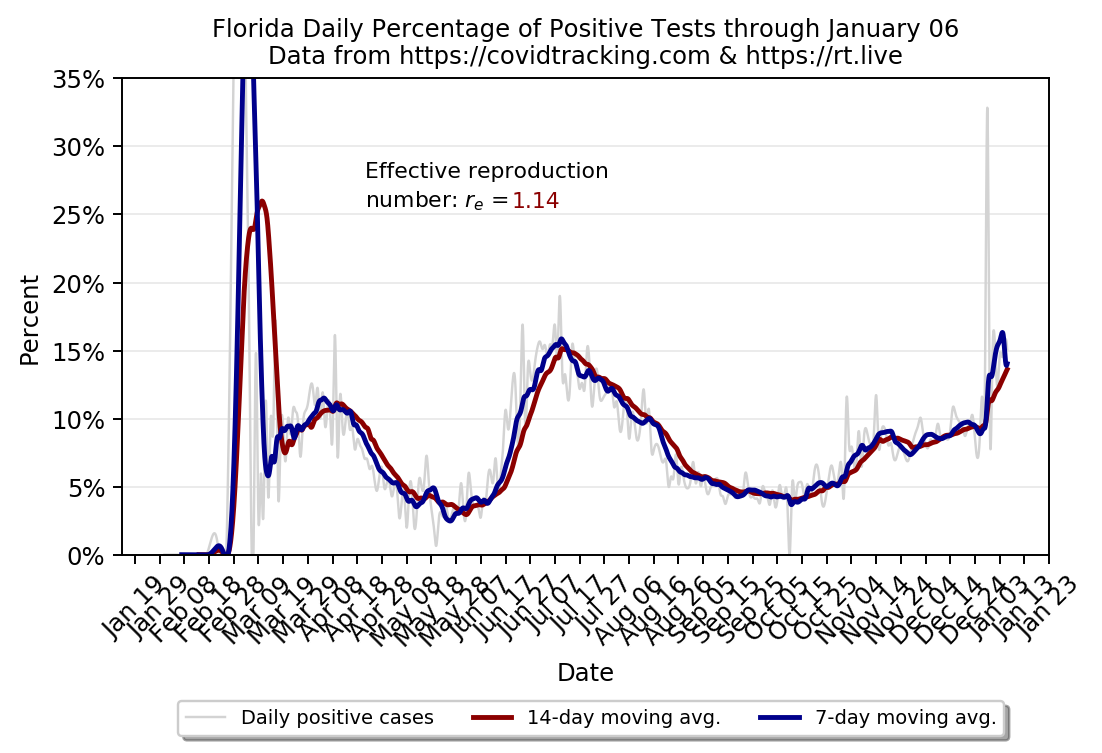 Florida Daily Percentage of Positive Tests through January 06
Data from https://covidtracking.com & https://rt.live
35%
30%
25%
20%
15%
10%
5%
0%
Percent
Effective reproduction
number: rₑ = 1.14
Jan 19
Jan 29
Feb 08
Feb 18
Feb 28
Mar 09
Mar 19
Mar 29
Apr 08
Apr 18
Apr 28
May 08
May 18
May 28
Jun 07
Jun 17
Jun 27
Jul 07
Jul 17
Jul 27
Aug 06
Aug 16
Aug 26
Sep 05
Sep 15
Sep 25
Oct 05
Oct 15
Oct 25
Nov 04
Nov 14
Nov 24
Dec 04
Dec 14
Dec 24
Jan 03
Jan 13
Jan 23
Date
Daily positive cases
14-day moving avg.
7-day moving avg.